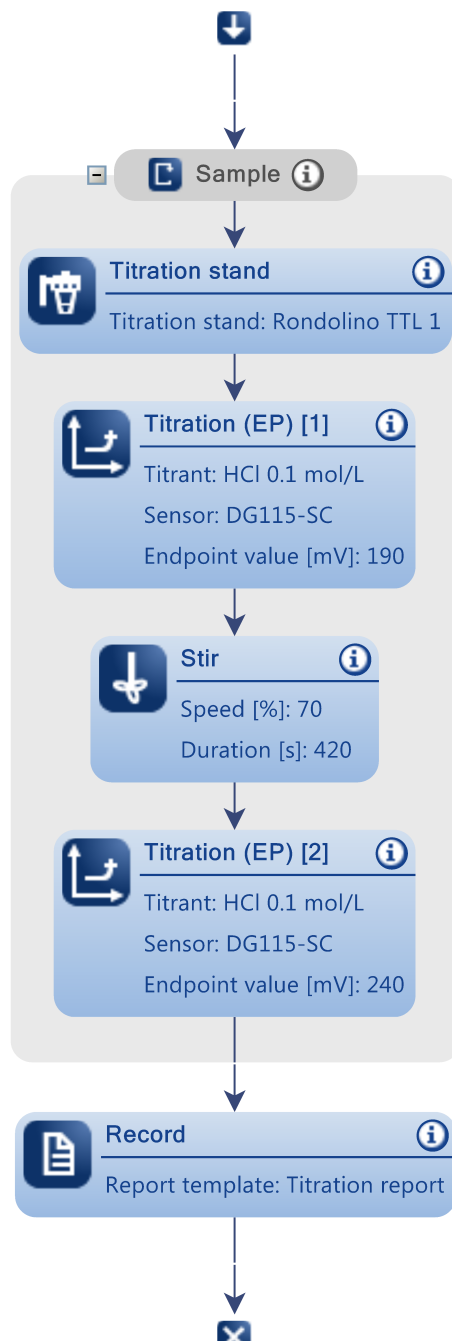 Sample
Titration stand
Titration stand: Rondolino TTL 1
Titration (EP) [1]
Titrant: HCl 0.1 mol/L
Sensor: DG115-SC
Endpoint value [mV]: 190
Stir
Speed [%]: 70
Duration [s]: 420
Titration (EP) [2]
Titrant: HCl 0.1 mol/L
Sensor: DG115-SC
Endpoint value [mV]: 240
Record
Report template: Titration report